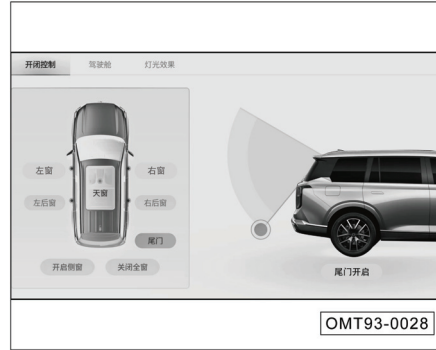 开闭控制 驾驶舱 灯光效果
左窗 右窗
天窗
左后窗 右后窗
尾门
开启侧窗 关闭全窗
尾门开启
OMT93-0028